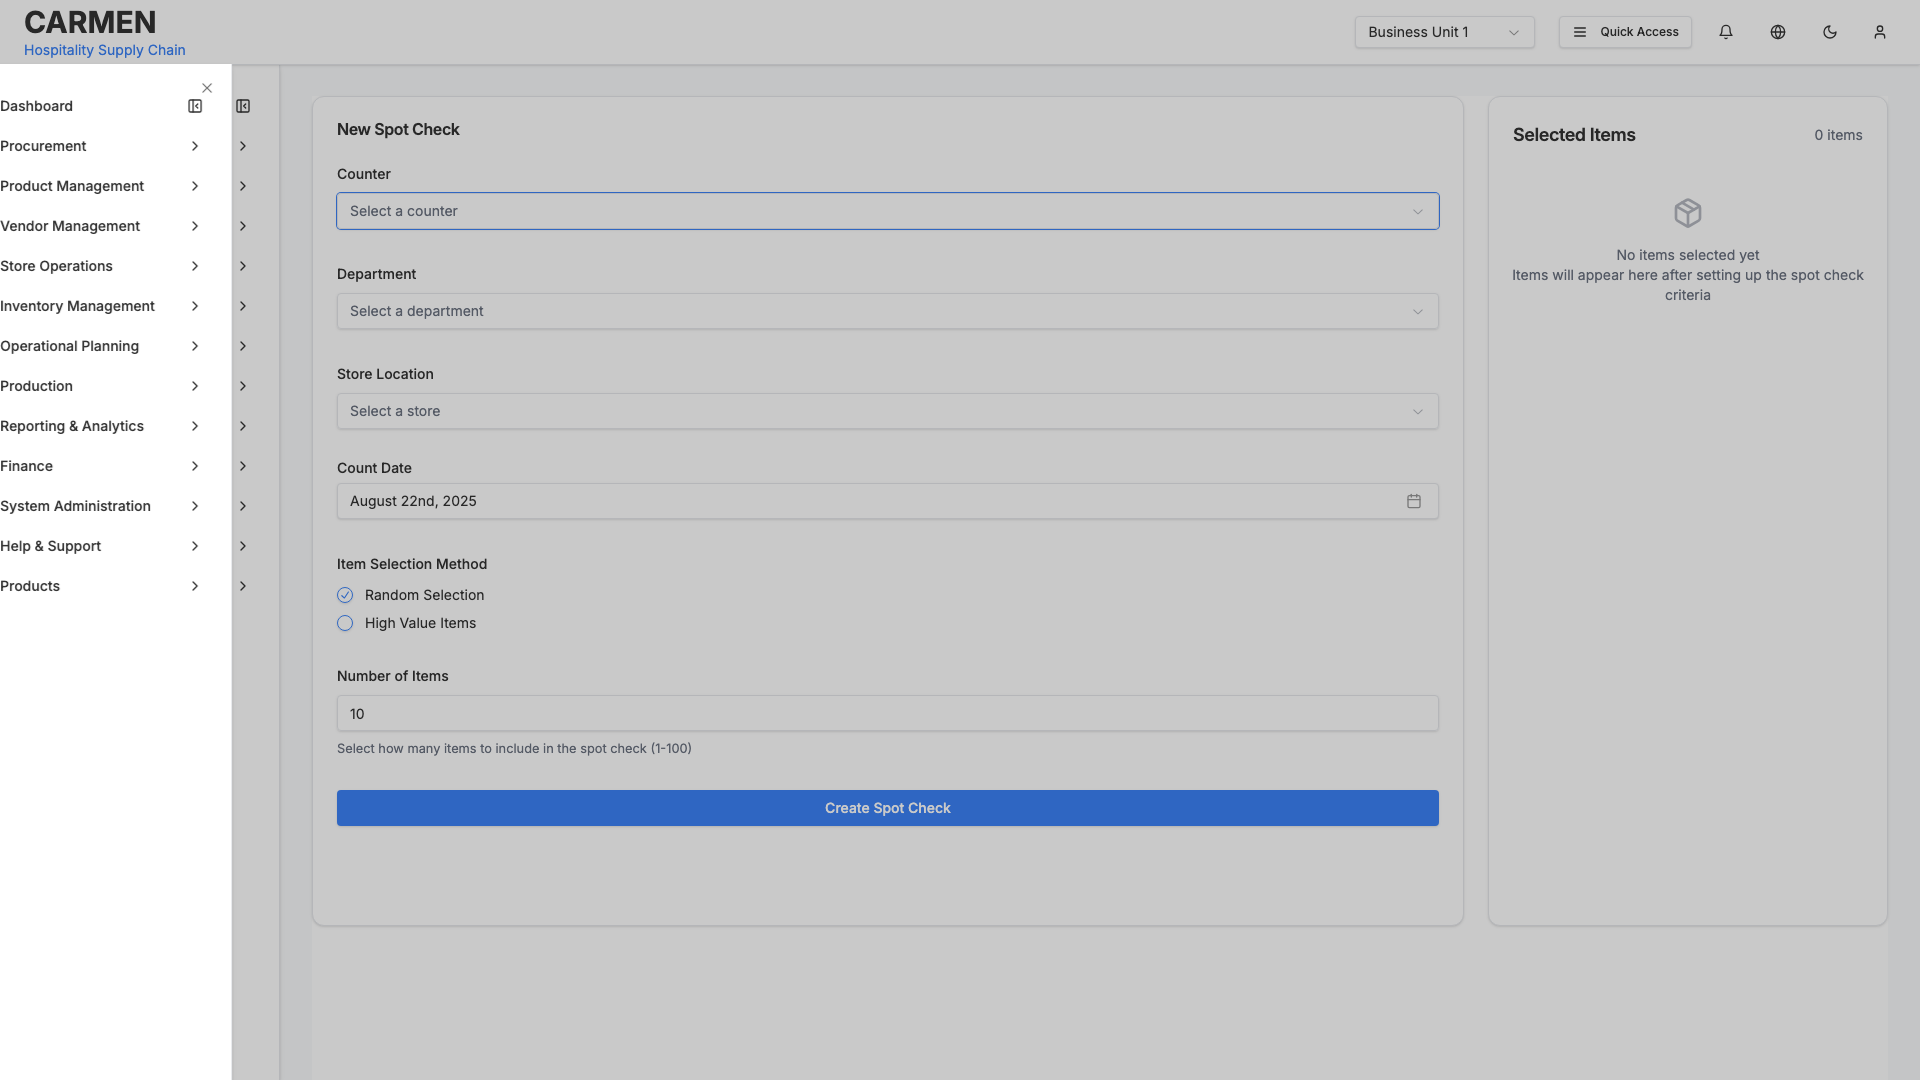 CARMEN
Hospitality Supply Chain
Business Unit 1
Quick Access
Dashboard
Procurement
Product Management
Vendor Management
Store Operations
Inventory Management
Operational Planning
Production
Reporting & Analytics
Finance
System Administration
Help & Support
Products
New Spot Check
Counter
Select a counter
Department
Select a department
Store Location
Select a store
Count Date
August 22nd, 2025
Item Selection Method
Random Selection
High Value Items
Number of Items
10
Select how many items to include in the spot check (1-100)
Create Spot Check
Selected Items
0 items
No items selected yet
Items will appear here after setting up the spot check
criteria